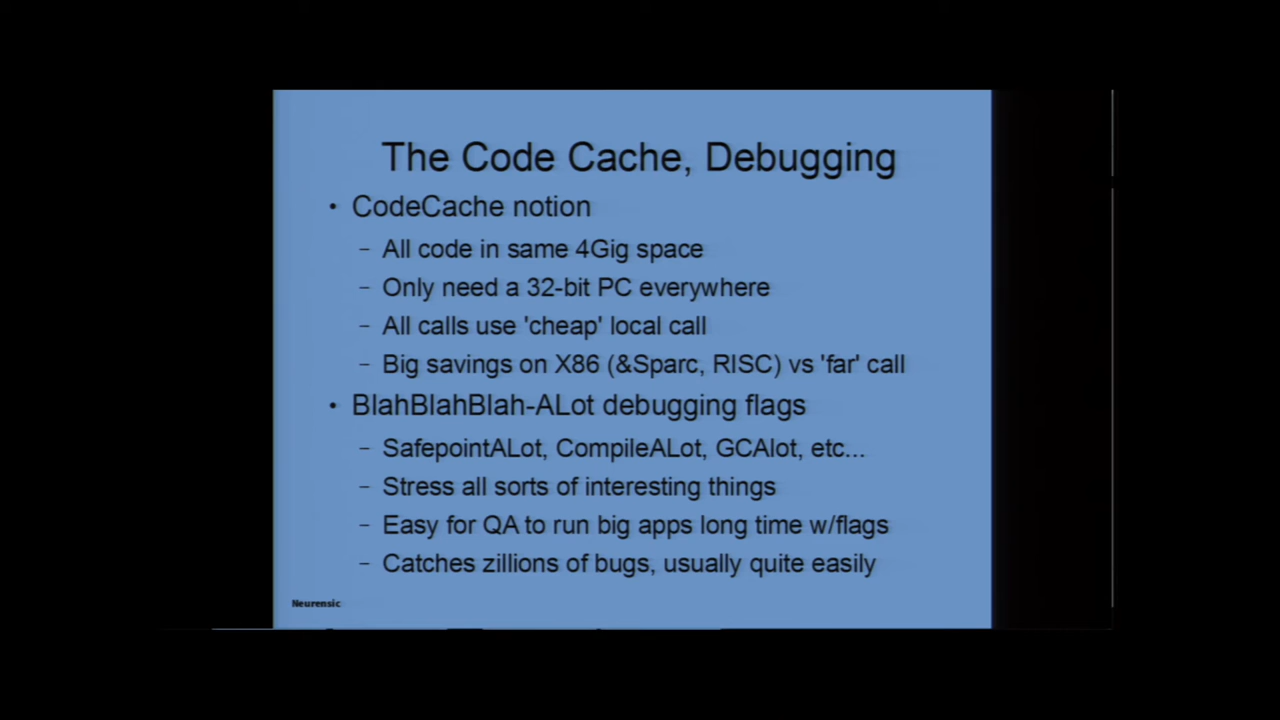 The Code Cache, Debugging
• CodeCache notion
– All code in same 4Gig space
– Only need a 32-bit PC everywhere
– All calls use 'cheap' local call
– Big savings on X86 (&Sparc, RISC) vs 'far' call
• BlahBlahBlah-ALot debugging flags
– SafepointALot, CompileALot, GCAlot, etc...
– Stress all sorts of interesting things
– Easy for QA to run big apps long time w/flags
– Catches zillions of bugs, usually quite easily
Neurensic